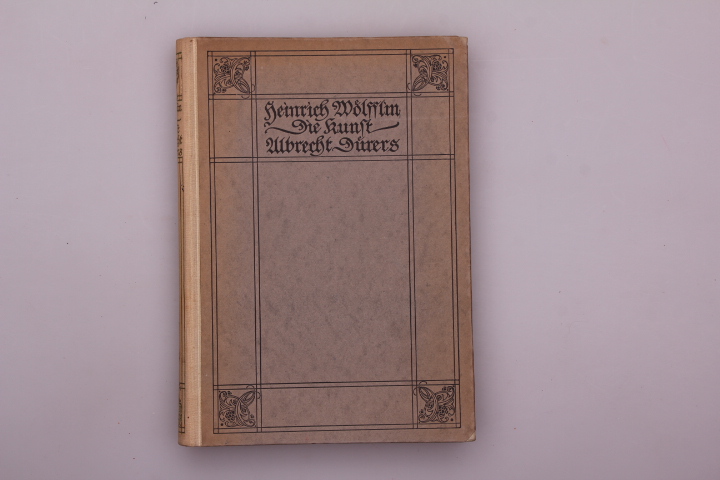 Heinrich Wölfflin
Die Kunst
Albrecht Dürers